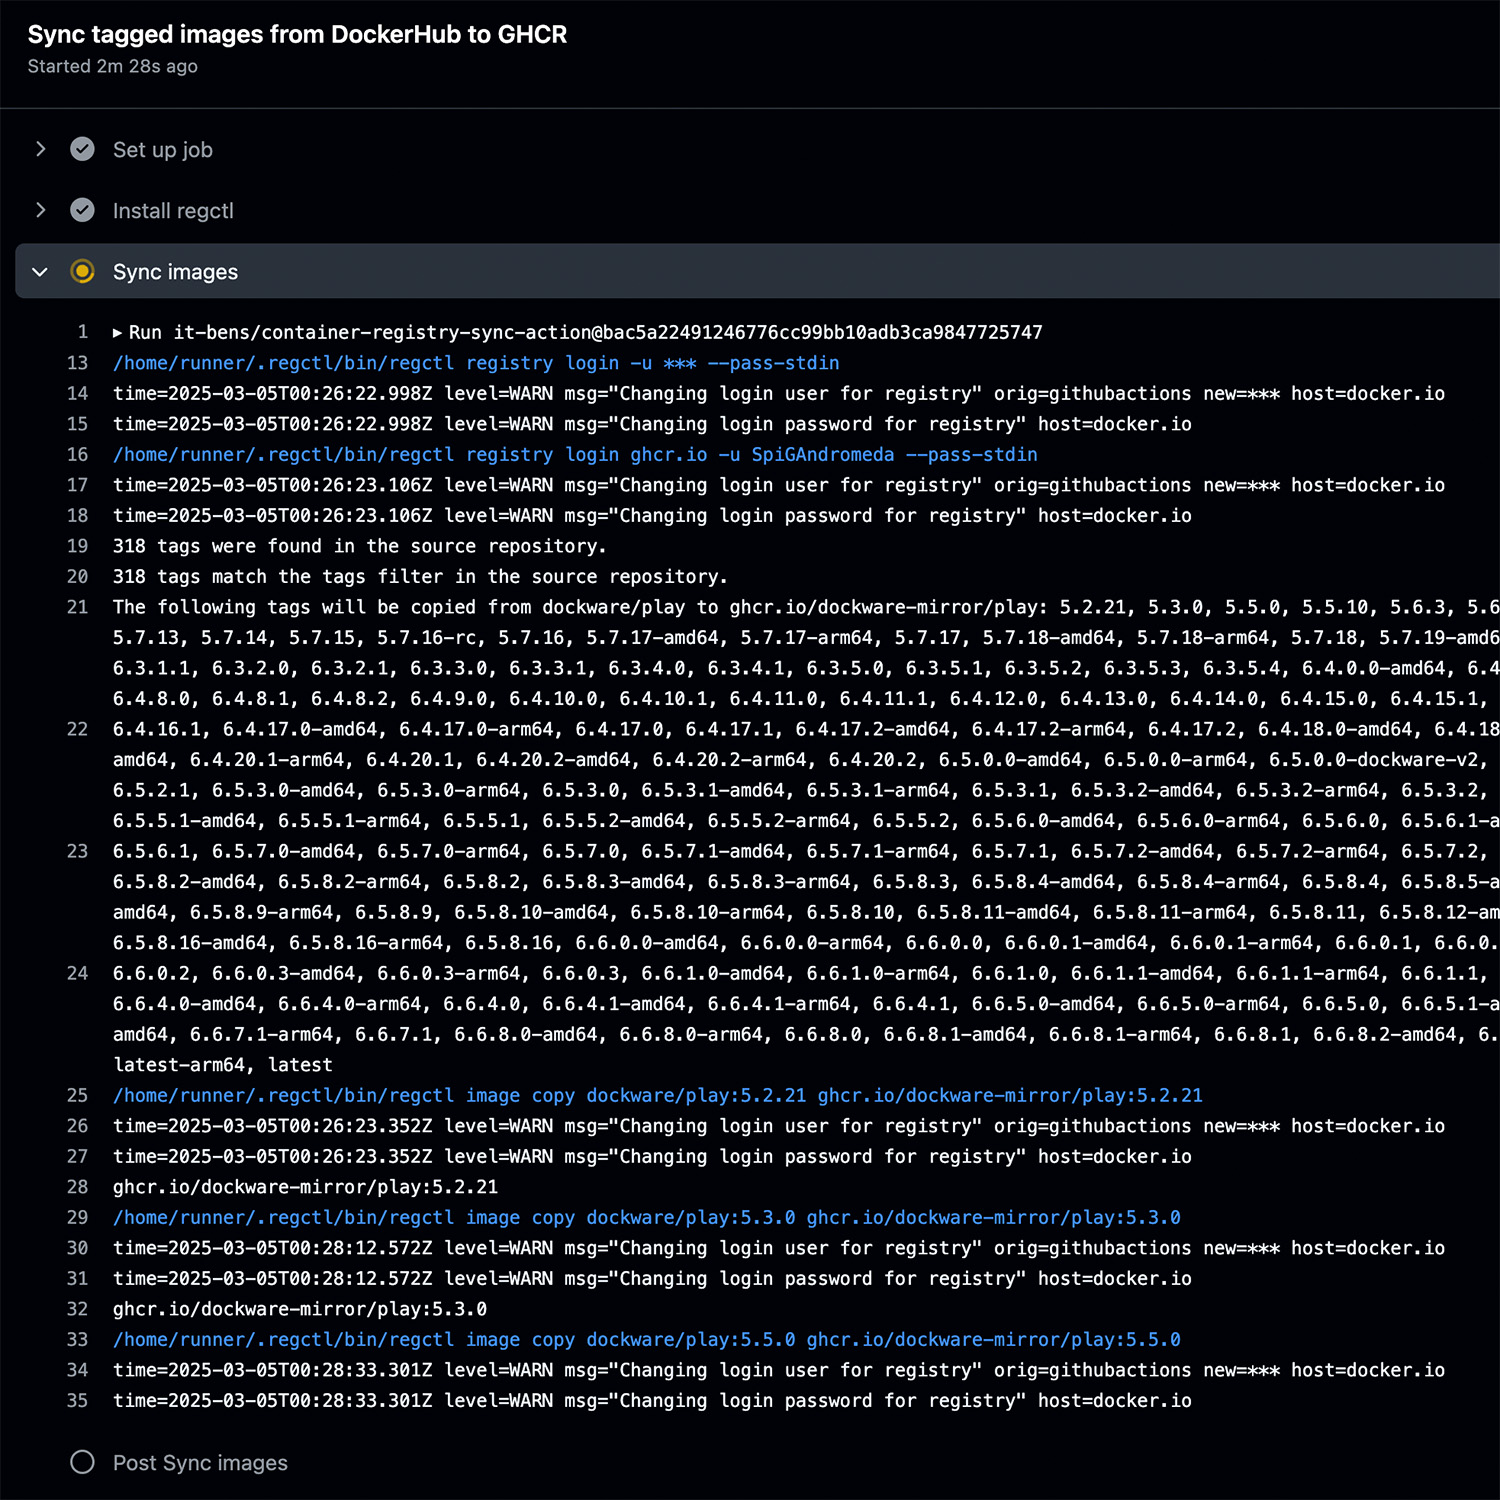 Sync tagged images from DockerHub to GHCR
Started 2m 28s ago
Set up job
Install regctl
Sync images
1 ▸ Run it-bens/container-registry-sync-action@bac5a22491246776cc99bb10adb3ca9847725747
13 /home/runner/.regctl/bin/regctl registry login -u *** --pass-stdin
14 time=2025-03-05T00:26:22.998Z level=WARN msg="Changing login user for registry" orig=githubactions new=*** host=docker.io
15 time=2025-03-05T00:26:22.998Z level=WARN msg="Changing login password for registry" host=docker.io
16 /home/runner/.regctl/bin/regctl registry login ghcr.io -u SpiGAndromeda --pass-stdin
17 time=2025-03-05T00:26:23.106Z level=WARN msg="Changing login user for registry" orig=githubactions new=*** host=docker.io
18 time=2025-03-05T00:26:23.106Z level=WARN msg="Changing login password for registry" host=docker.io
19 318 tags were found in the source repository.
20 318 tags match the tags filter in the source repository.
21 The following tags will be copied from dockware/play to ghcr.io/dockware-mirror/play: 5.2.21, 5.3.0, 5.5.0, 5.5.10, 5.6.3, 5.6
5.7.13, 5.7.14, 5.7.15, 5.7.16-rc, 5.7.16, 5.7.17-amd64, 5.7.17-arm64, 5.7.17, 5.7.18-amd64, 5.7.18-arm64, 5.7.18, 5.7.19-amd6
6.3.1.1, 6.3.2.0, 6.3.2.1, 6.3.3.0, 6.3.3.1, 6.3.4.0, 6.3.4.1, 6.3.5.0, 6.3.5.1, 6.3.5.2, 6.3.5.3, 6.3.5.4, 6.4.0.0-amd64, 6.4
6.4.8.0, 6.4.8.1, 6.4.8.2, 6.4.9.0, 6.4.10.0, 6.4.10.1, 6.4.11.0, 6.4.11.1, 6.4.12.0, 6.4.13.0, 6.4.14.0, 6.4.15.0, 6.4.15.1,
22 6.4.16.1, 6.4.17.0-amd64, 6.4.17.0-arm64, 6.4.17.0, 6.4.17.1, 6.4.17.2-amd64, 6.4.17.2-arm64, 6.4.17.2, 6.4.18.0-amd64, 6.4.18
amd64, 6.4.20.1-arm64, 6.4.20.1, 6.4.20.2-amd64, 6.4.20.2-arm64, 6.4.20.2, 6.5.0.0-amd64, 6.5.0.0-arm64, 6.5.0.0-dockware-v2,
6.5.2.1, 6.5.3.0-amd64, 6.5.3.0-arm64, 6.5.3.0, 6.5.3.1-amd64, 6.5.3.1-arm64, 6.5.3.1, 6.5.3.2-amd64, 6.5.3.2-arm64, 6.5.3.2,
6.5.5.1-amd64, 6.5.5.1-arm64, 6.5.5.1, 6.5.5.2-amd64, 6.5.5.2-arm64, 6.5.5.2, 6.5.6.0-amd64, 6.5.6.0-arm64, 6.5.6.0, 6.5.6.1-a
23 6.5.6.1, 6.5.7.0-amd64, 6.5.7.0-arm64, 6.5.7.0, 6.5.7.1-amd64, 6.5.7.1-arm64, 6.5.7.1, 6.5.7.2-amd64, 6.5.7.2-arm64, 6.5.7.2,
6.5.8.2-amd64, 6.5.8.2-arm64, 6.5.8.2, 6.5.8.3-amd64, 6.5.8.3-arm64, 6.5.8.3, 6.5.8.4-amd64, 6.5.8.4-arm64, 6.5.8.4, 6.5.8.5-a
amd64, 6.5.8.9-arm64, 6.5.8.9, 6.5.8.10-amd64, 6.5.8.10-arm64, 6.5.8.10, 6.5.8.11-amd64, 6.5.8.11-arm64, 6.5.8.11, 6.5.8.12-am
6.5.8.16-amd64, 6.5.8.16-arm64, 6.5.8.16, 6.6.0.0-amd64, 6.6.0.0-arm64, 6.6.0.0, 6.6.0.1-amd64, 6.6.0.1-arm64, 6.6.0.1, 6.6.0.
24 6.6.0.2, 6.6.0.3-amd64, 6.6.0.3-arm64, 6.6.0.3, 6.6.1.0-amd64, 6.6.1.0-arm64, 6.6.1.0, 6.6.1.1-amd64, 6.6.1.1-arm64, 6.6.1.1,
6.6.4.0-amd64, 6.6.4.0-arm64, 6.6.4.0, 6.6.4.1-amd64, 6.6.4.1-arm64, 6.6.4.1, 6.6.5.0-amd64, 6.6.5.0-arm64, 6.6.5.0, 6.6.5.1-a
amd64, 6.6.7.1-arm64, 6.6.7.1, 6.6.8.0-amd64, 6.6.8.0-arm64, 6.6.8.0, 6.6.8.1-amd64, 6.6.8.1-arm64, 6.6.8.1, 6.6.8.2-amd64, 6.
latest-arm64, latest
25 /home/runner/.regctl/bin/regctl image copy dockware/play:5.2.21 ghcr.io/dockware-mirror/play:5.2.21
26 time=2025-03-05T00:26:23.352Z level=WARN msg="Changing login user for registry" orig=githubactions new=*** host=docker.io
27 time=2025-03-05T00:26:23.352Z level=WARN msg="Changing login password for registry" host=docker.io
28 ghcr.io/dockware-mirror/play:5.2.21
29 /home/runner/.regctl/bin/regctl image copy dockware/play:5.3.0 ghcr.io/dockware-mirror/play:5.3.0
30 time=2025-03-05T00:28:12.572Z level=WARN msg="Changing login user for registry" orig=githubactions new=*** host=docker.io
31 time=2025-03-05T00:28:12.572Z level=WARN msg="Changing login password for registry" host=docker.io
32 ghcr.io/dockware-mirror/play:5.3.0
33 /home/runner/.regctl/bin/regctl image copy dockware/play:5.5.0 ghcr.io/dockware-mirror/play:5.5.0
34 time=2025-03-05T00:28:33.301Z level=WARN msg="Changing login user for registry" orig=githubactions new=*** host=docker.io
35 time=2025-03-05T00:28:33.301Z level=WARN msg="Changing login password for registry" host=docker.io
Post Sync images